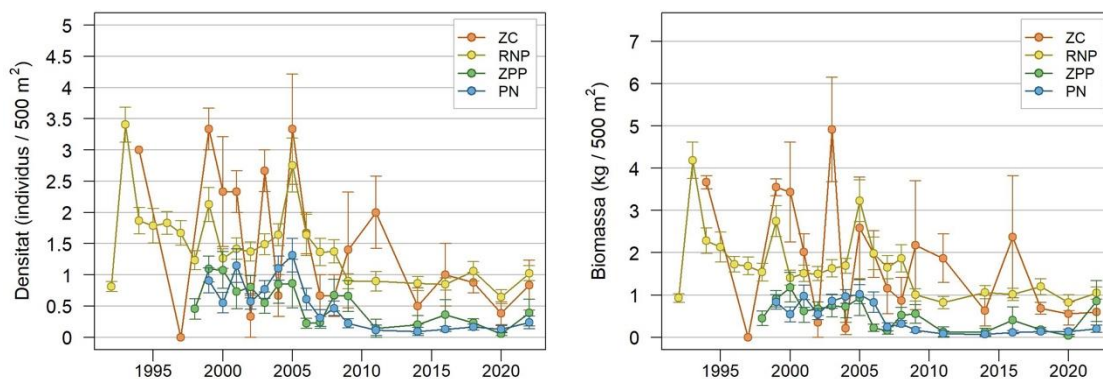 Densitat (individus / 500 m²)
5
4.5
4
3.5
3
2.5
2
1.5
1
0.5
0
1995 2000 2005 2010 2015 2020
ZC
RNP
ZPP
PN
Biomassa (kg / 500 m²)
7
6
5
4
3
2
1
0
1995 2000 2005 2010 2015 2020
ZC
RNP
ZPP
PN